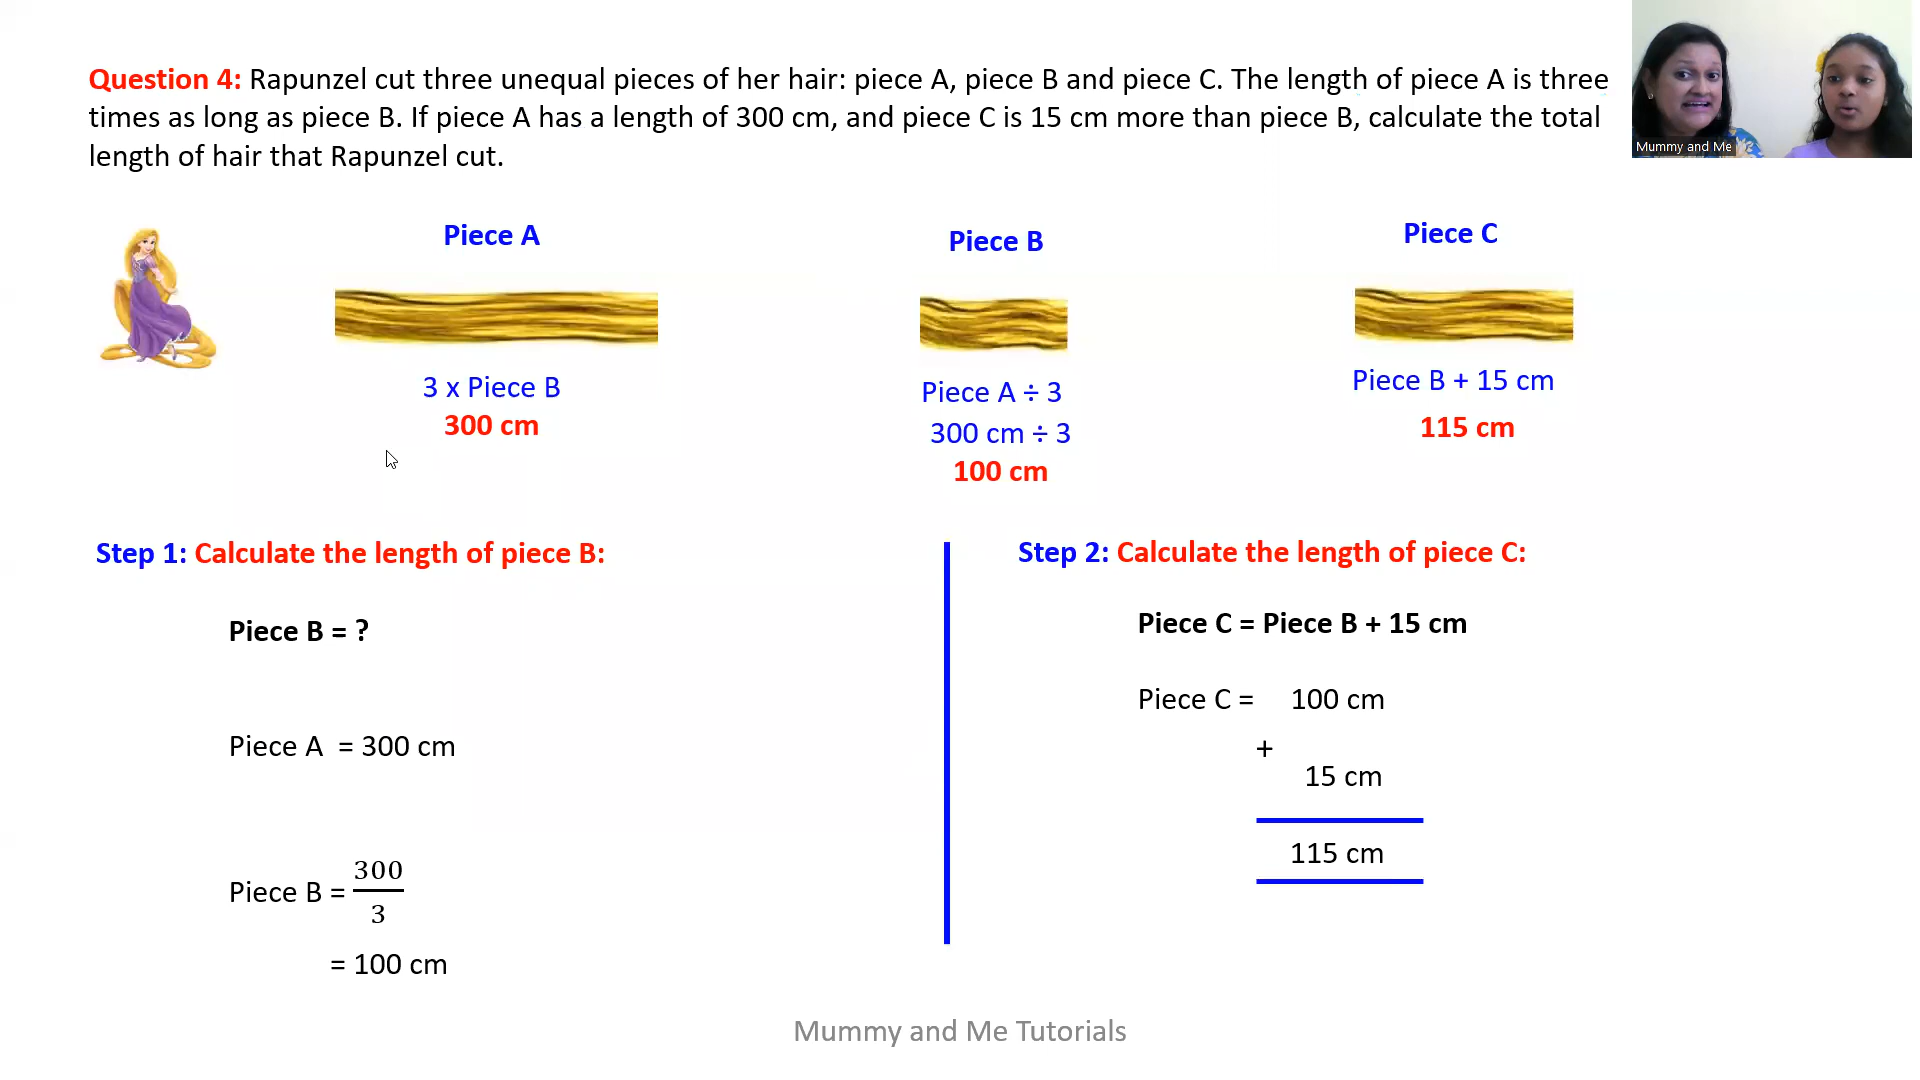 Question 4: Rapunzel cut three unequal pieces of her hair: piece A, piece B and piece C. The length of piece A is three
times as long as piece B. If piece A has a length of 300 cm, and piece C is 15 cm more than piece B, calculate the total
length of hair that Rapunzel cut.
Mummy and Me
Piece A
Piece B
Piece C
3 x Piece B
300 cm
Piece A ÷ 3
300 cm ÷ 3
100 cm
Piece B + 15 cm
115 cm
Step 1: Calculate the length of piece B:
Piece B = ?
Piece A = 300 cm
Piece B = 300/3
= 100 cm
Step 2: Calculate the length of piece C:
Piece C = Piece B + 15 cm
Piece C = 100 cm
+
15 cm
115 cm
Mummy and Me Tutorials